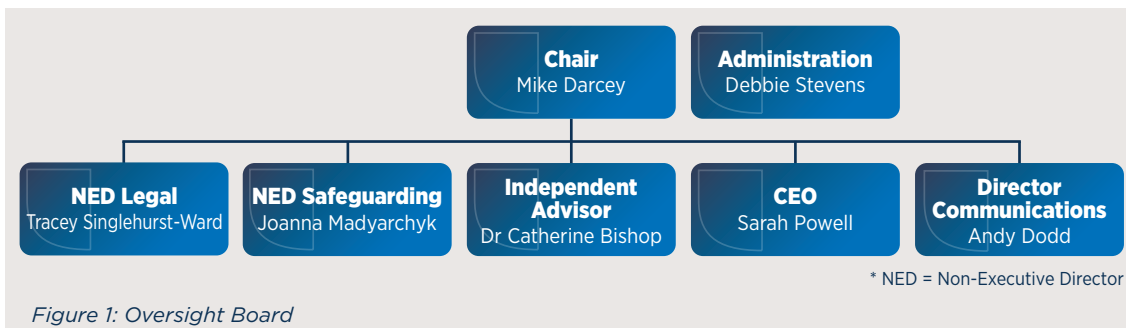 Chair
Mike Darcey
Administration
Debbie Stevens
NED Legal
Tracey Singlehurst-Ward
NED Safeguarding
Joanna Madyarchyk
Independent
Advisor
Dr Catherine Bishop
CEO
Sarah Powell
Director
Communications
Andy Dodd
* NED = Non-Executive Director
Figure 1: Oversight Board